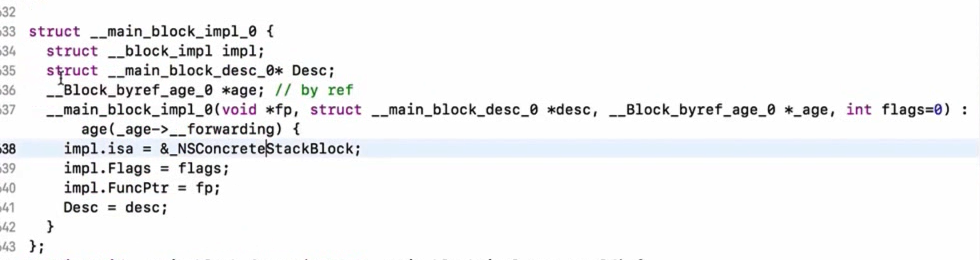 632
633 struct __main_block_impl_0 {
634 struct __block_impl impl;
635 struct __main_block_desc_0* Desc;
636 __Block_byref_age_0 *age; // by ref
637 __main_block_impl_0(void *fp, struct __main_block_desc_0 *desc, __Block_byref_age_0 *_age, int flags=0) :
age(_age->__forwarding) {
638 impl.isa = &_NSConcreteStackBlock;
639 impl.Flags = flags;
640 impl.FuncPtr = fp;
641 Desc = desc;
642 }
643 };